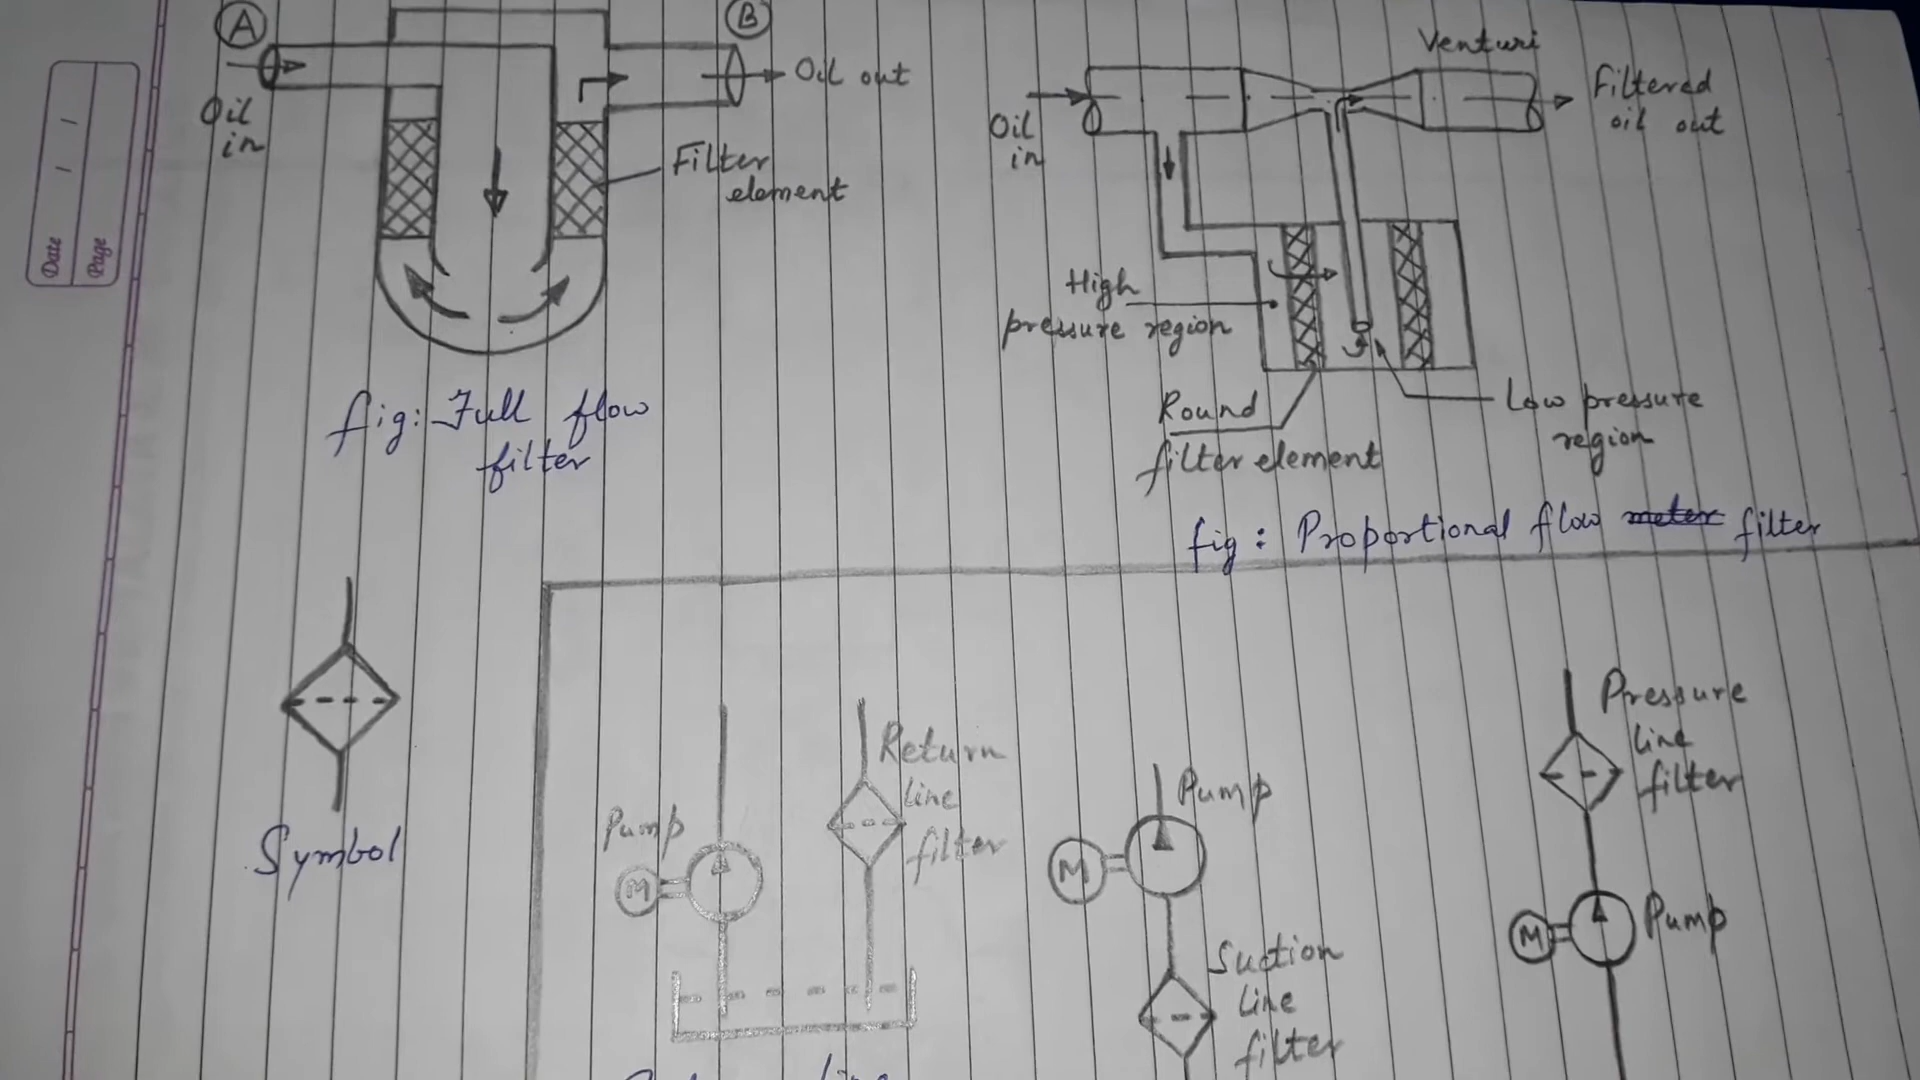 Date
Page
A
Oil
in
B
Oil out
Filter
element
fig: Full flow
filter
Venturi
Oil
in
Filtered
oil out
High
pressure region
Round
filter element
Low pressure
region
fig: Proportional flow meter filter
Symbol
Pump
M
Return
line
filter
Pump
M
Suction
line
filter
Pressure
line
filter
M
Pump
line